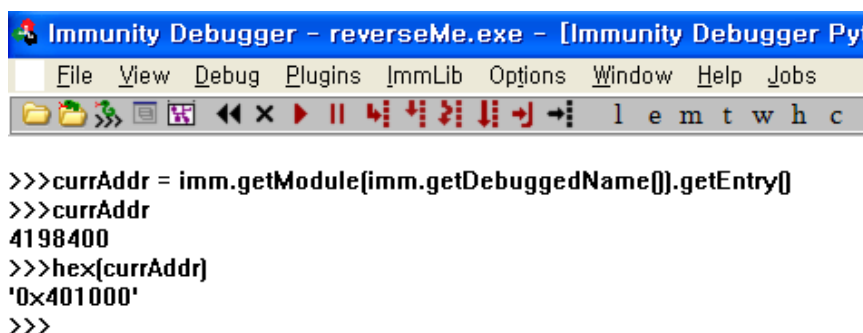 Immunity Debugger - reverseMe.exe - [Immunity Debugger Py
File View Debug Plugins ImmLib Options Window Help Jobs
l e m t w h c
>>>currAddr = imm.getModule(imm.getDebuggedName()).getEntry()
>>>currAddr
4198400
>>>hex(currAddr)
'0x401000'
>>>